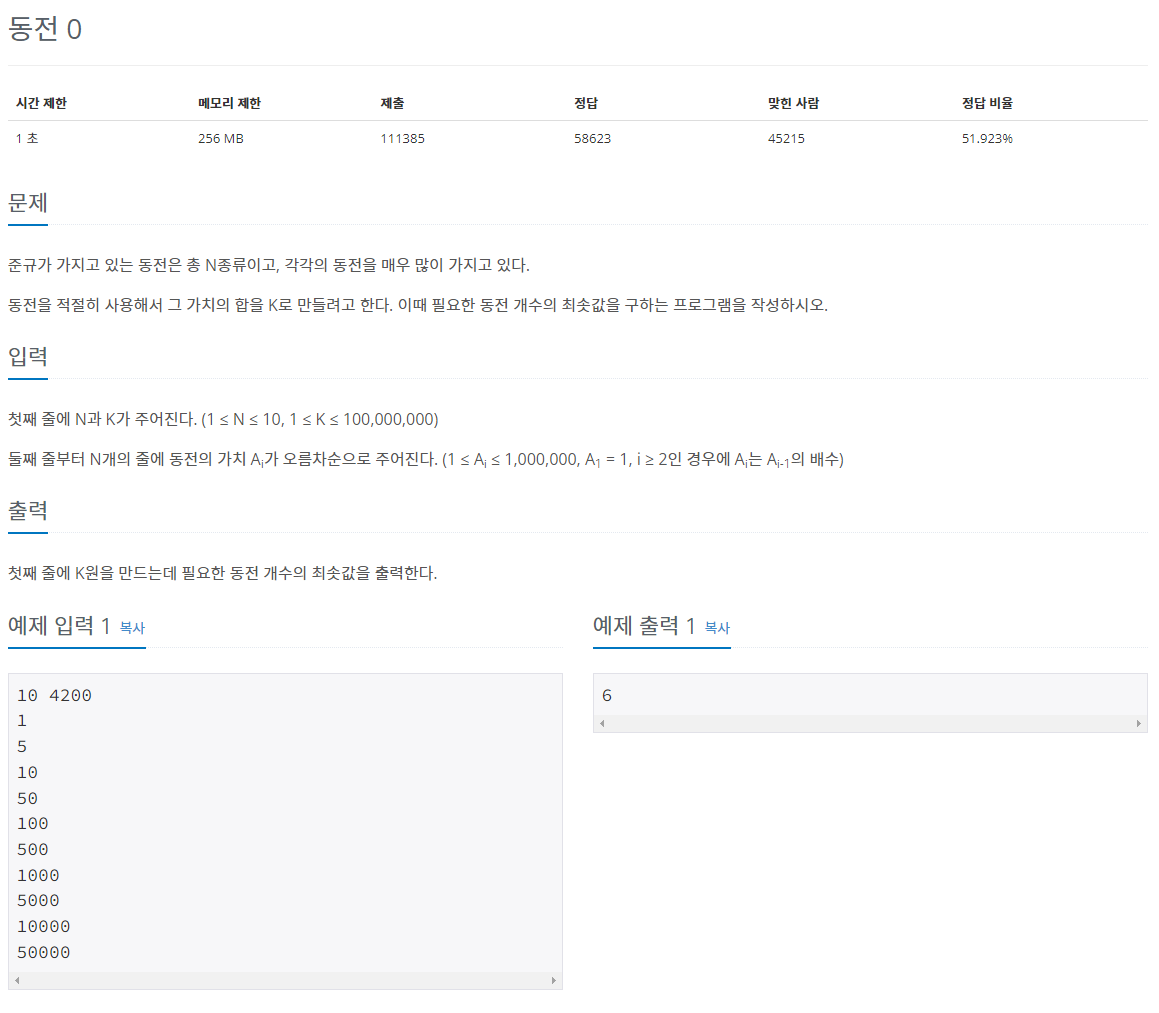 동전 0
시간 제한 메모리 제한 제출 정답 맞힌 사람 정답 비율
1 초 256 MB 111385 58623 45215 51.923%
문제
준규가 가지고 있는 동전은 총 N종류이고, 각각의 동전을 매우 많이 가지고 있다.
동전을 적절히 사용해서 그 가치의 합을 K로 만들려고 한다. 이때 필요한 동전 개수의 최솟값을 구하는 프로그램을 작성하시오.
입력
첫째 줄에 N과 K가 주어진다. (1 ≤ N ≤ 10, 1 ≤ K ≤ 100,000,000)
둘째 줄부터 N개의 줄에 동전의 가치 Ai가 오름차순으로 주어진다. (1 ≤ Ai ≤ 1,000,000, A1 = 1, i ≥ 2인 경우에 Ai는 Ai-1의 배수)
출력
첫째 줄에 K원을 만드는데 필요한 동전 개수의 최솟값을 출력한다.
예제 입력 1 복사
10 4200
1
5
10
50
100
500
1000
5000
10000
50000
예제 출력 1 복사
6